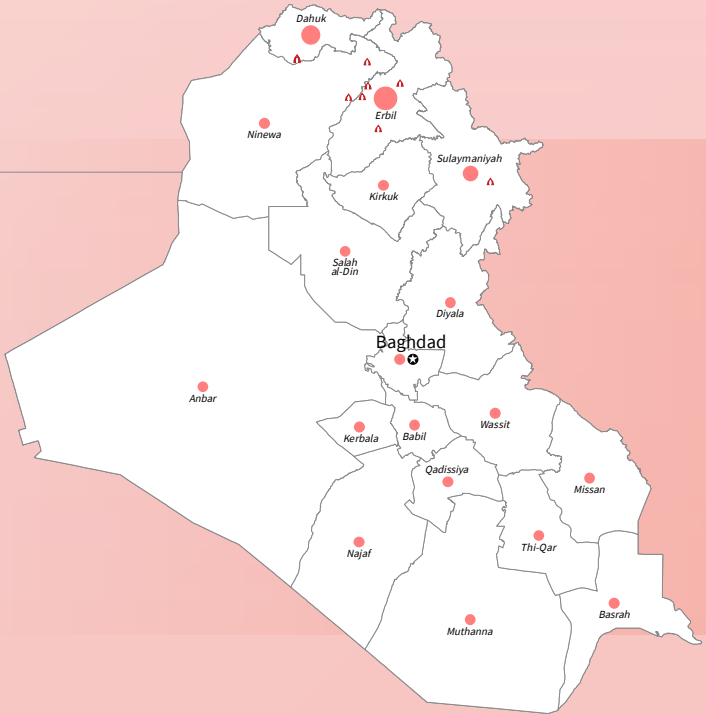 Dahuk
Erbil
Ninewa
Sulaymaniyah
Kirkuk
Salah
al-Din
Diyala
Baghdad
Anbar
Kerbala
Babil
Wassit
Qadissiya
Missan
Najaf
Thi-Qar
Basrah
Muthanna